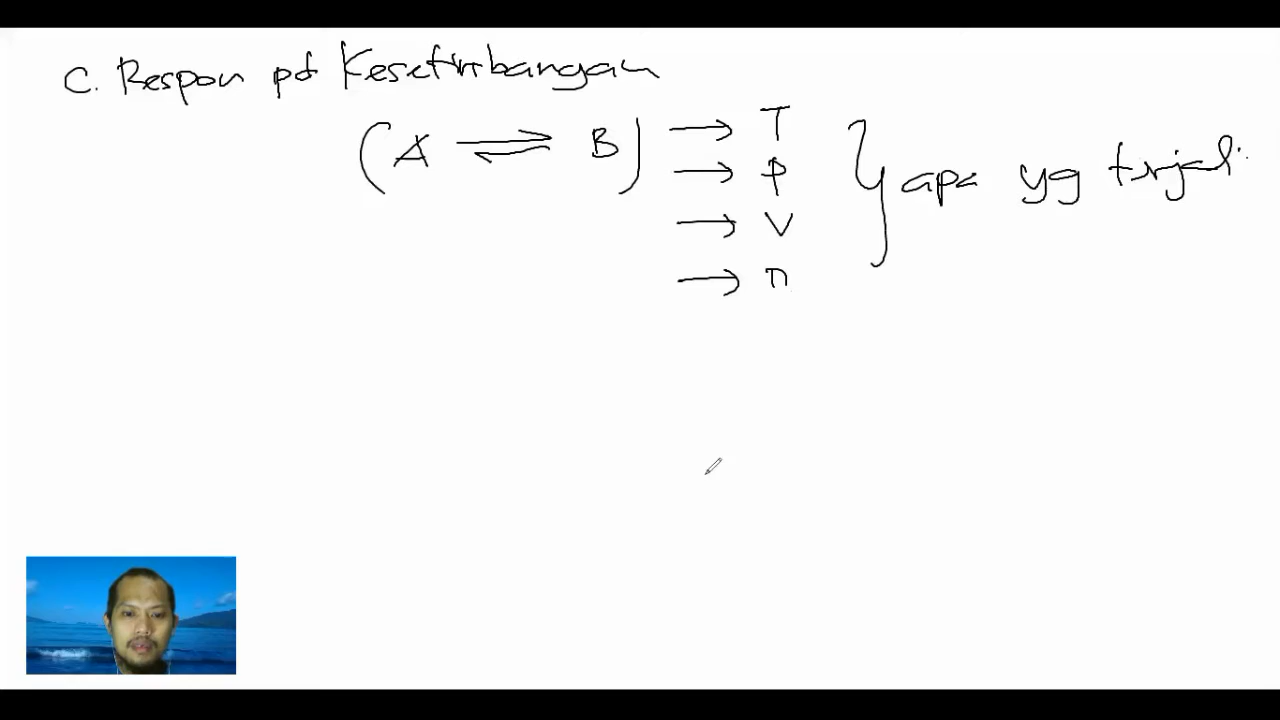 C. Respon pd Kesetimbangan
(A ⇌ B) → T
→ P
→ V
→ n
} apa yg terjadi